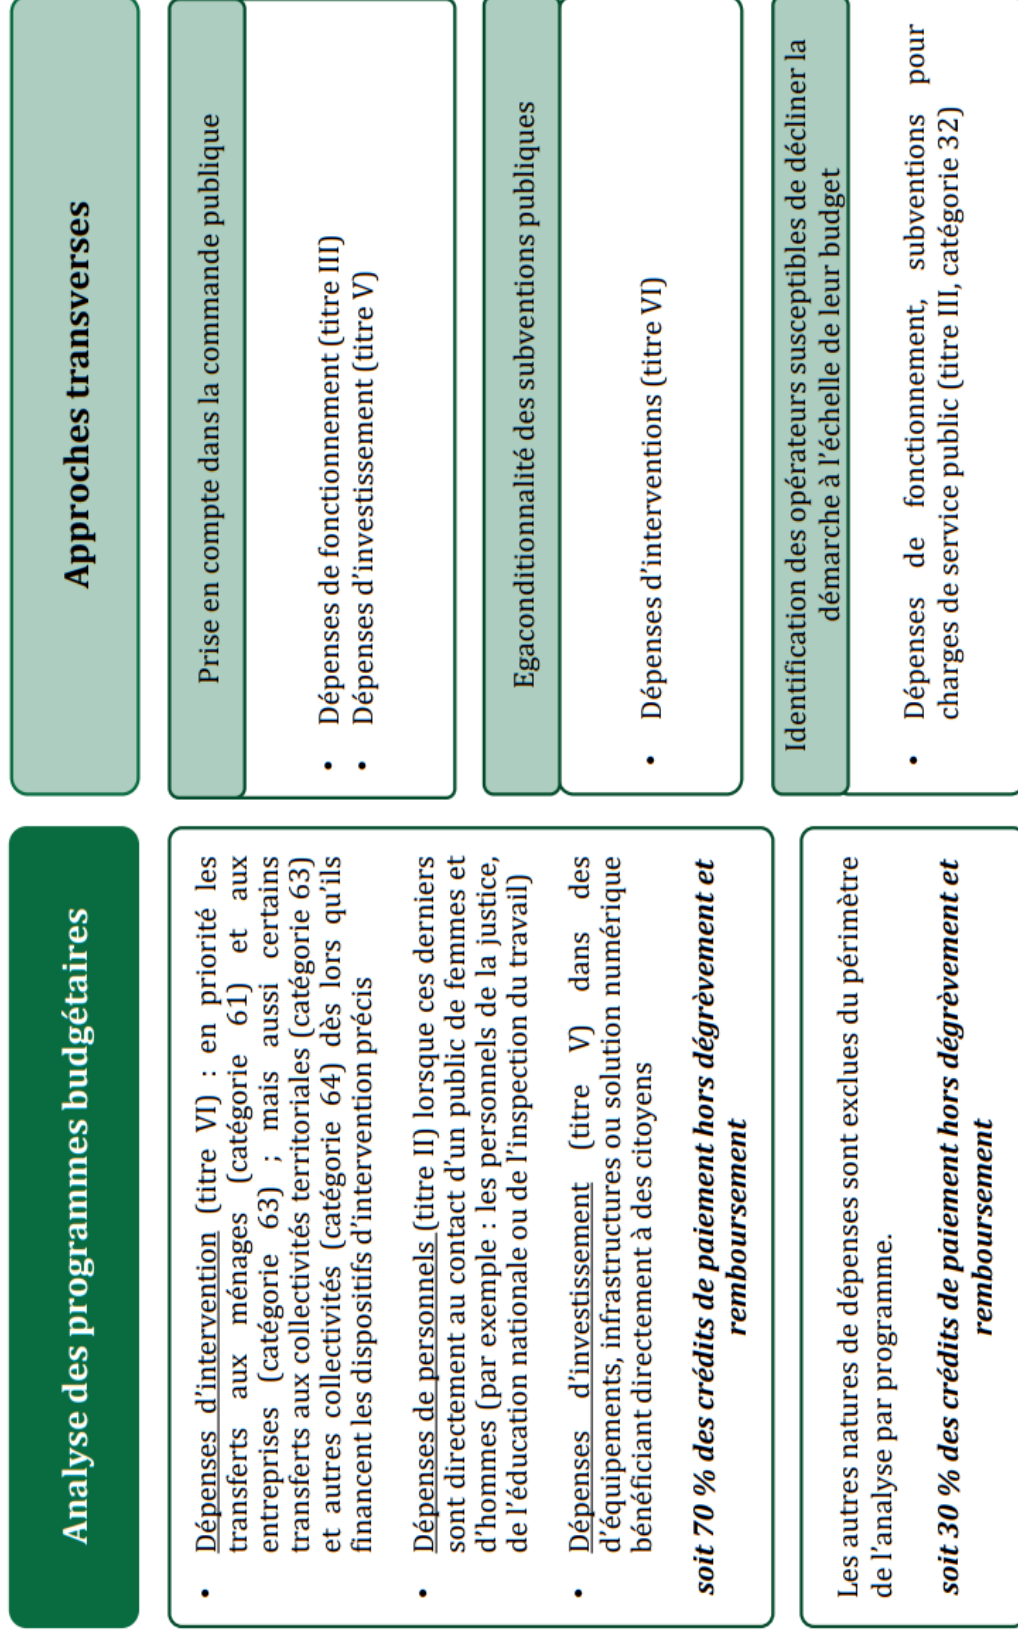 Analyse des programmes budgétaires
• Dépenses d'intervention (titre VI) : en priorité les
transferts aux ménages (catégorie 61) et aux
entreprises (catégorie 63) ; mais aussi certains
transferts aux collectivités territoriales (catégorie 63)
et autres collectivités (catégorie 64) dès lors qu'ils
financent les dispositifs d'intervention précis
• Dépenses de personnels (titre II) lorsque ces derniers
sont directement au contact d'un public de femmes et
d'hommes (par exemple : les personnels de la justice,
de l'éducation nationale ou de l'inspection du travail)
• Dépenses d'investissement (titre V) dans des
d'équipements, infrastructures ou solution numérique
bénéficiant directement à des citoyens
soit 70 % des crédits de paiement hors dégrèvement et
remboursement
Les autres natures de dépenses sont exclues du périmètre
de l'analyse par programme.
soit 30 % des crédits de paiement hors dégrèvement et
remboursement
Approches transverses
Prise en compte dans la commande publique
• Dépenses de fonctionnement (titre III)
• Dépenses d'investissement (titre V)
Egaconditionnalité des subventions publiques
• Dépenses d'interventions (titre VI)
Identification des opérateurs susceptibles de décliner la
démarche à l'échelle de leur budget
• Dépenses de fonctionnement, subventions pour
charges de service public (titre III, catégorie 32)